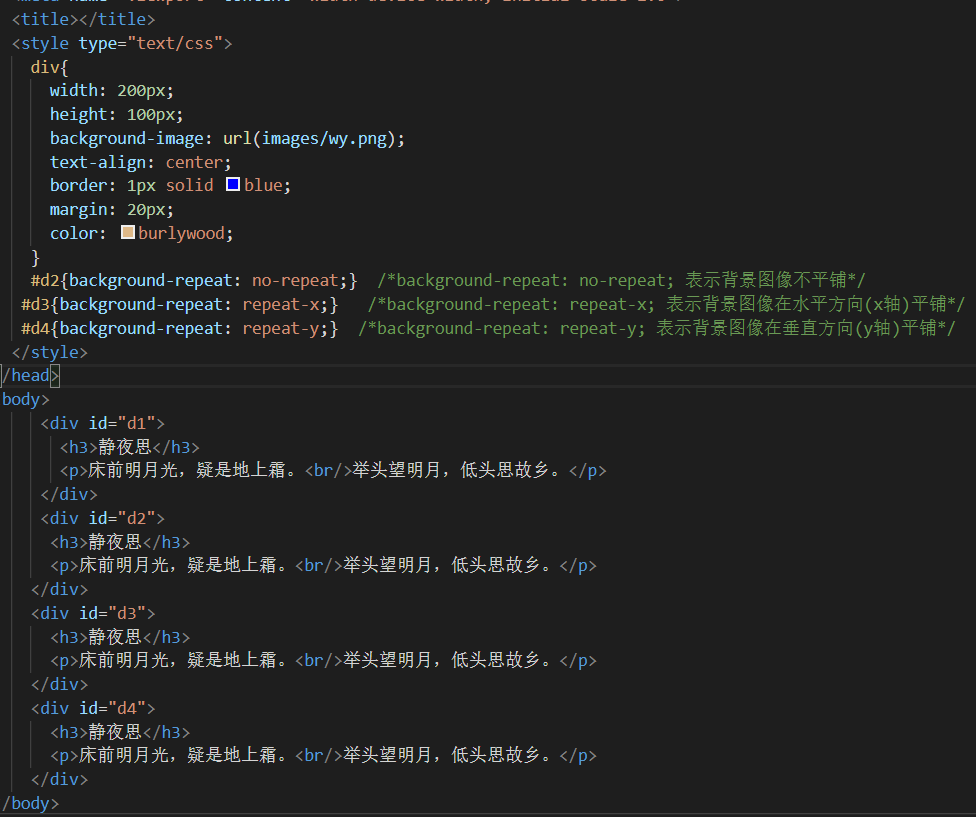 <title></title>
<style type="text/css">
div{
width: 200px;
height: 100px;
background-image: url(images/wy.png);
text-align: center;
border: 1px solid blue;
margin: 20px;
color: burlywood;
}
#d2{background-repeat: no-repeat;} /*background-repeat: no-repeat; 表示背景图像不平铺*/
#d3{background-repeat: repeat-x;} /*background-repeat: repeat-x; 表示背景图像在水平方向(x轴)平铺*/
#d4{background-repeat: repeat-y;} /*background-repeat: repeat-y; 表示背景图像在垂直方向(y轴)平铺*/
</style>
/head>
body>
<div id="d1">
<h3>静夜思</h3>
<p>床前明月光，疑是地上霜。<br/>举头望明月，低头思故乡。</p>
</div>
<div id="d2">
<h3>静夜思</h3>
<p>床前明月光，疑是地上霜。<br/>举头望明月，低头思故乡。</p>
</div>
<div id="d3">
<h3>静夜思</h3>
<p>床前明月光，疑是地上霜。<br/>举头望明月，低头思故乡。</p>
</div>
<div id="d4">
<h3>静夜思</h3>
<p>床前明月光，疑是地上霜。<br/>举头望明月，低头思故乡。</p>
</div>
/body>